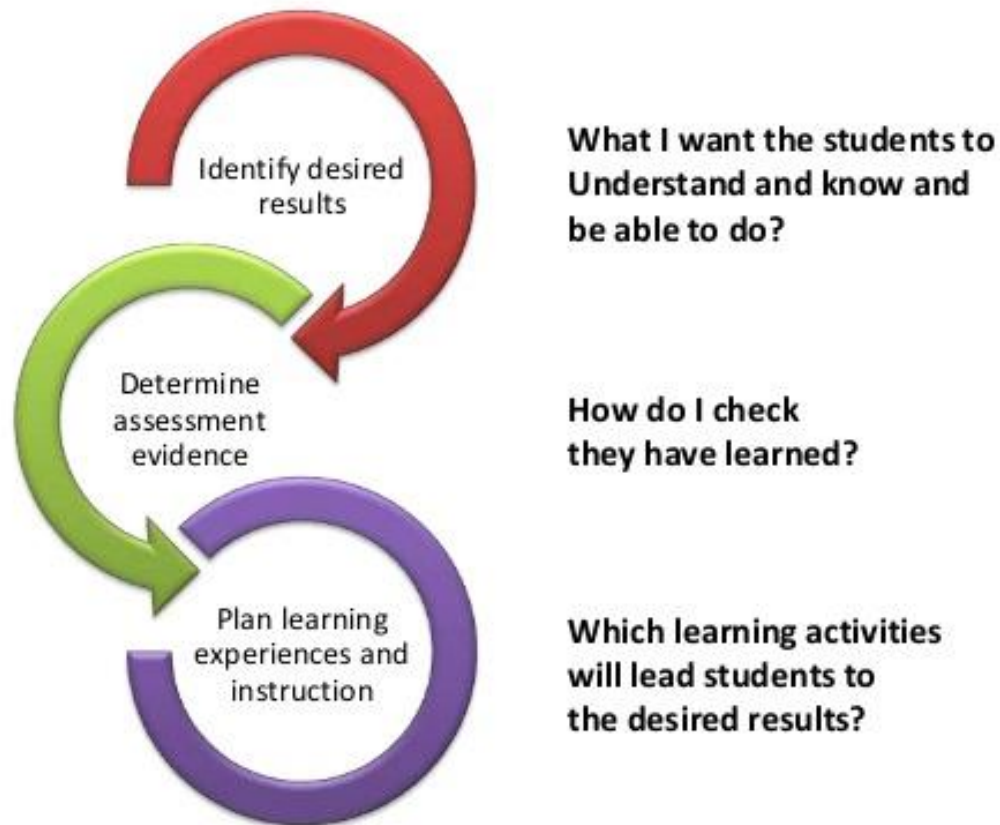 Identify desired
results
What I want the students to
Understand and know and
be able to do?
Determine
assessment
evidence
How do I check
they have learned?
Plan learning
experiences and
instruction
Which learning activities
will lead students to
the desired results?